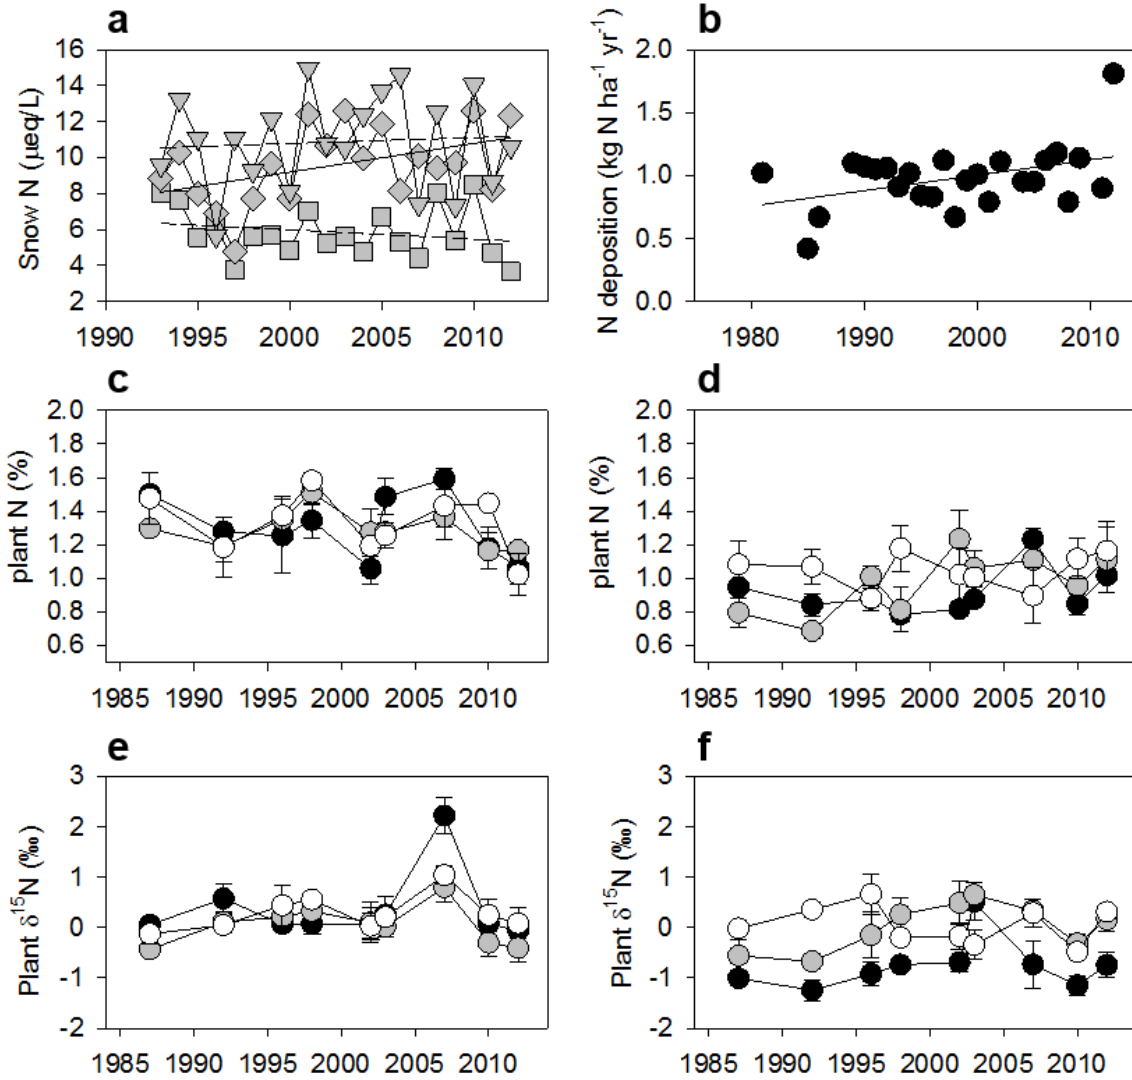 a
b
Snow N (μeq/L)
16
14
12
10
8
6
4
2
1990 1995 2000 2005 2010
N deposition (kg N ha⁻¹ yr⁻¹)
2.0
1.5
1.0
0.5
0.0
1980 1990 2000 2010
c
d
plant N (%)
2.0
1.8
1.6
1.4
1.2
1.0
0.8
0.6
1985 1990 1995 2000 2005 2010
plant N (%)
2.0
1.8
1.6
1.4
1.2
1.0
0.8
0.6
1985 1990 1995 2000 2005 2010
e
f
Plant δ¹⁵N (‰)
3
2
1
0
-1
-2
1985 1990 1995 2000 2005 2010
Plant δ¹⁵N (‰)
3
2
1
0
-1
-2
1985 1990 1995 2000 2005 2010